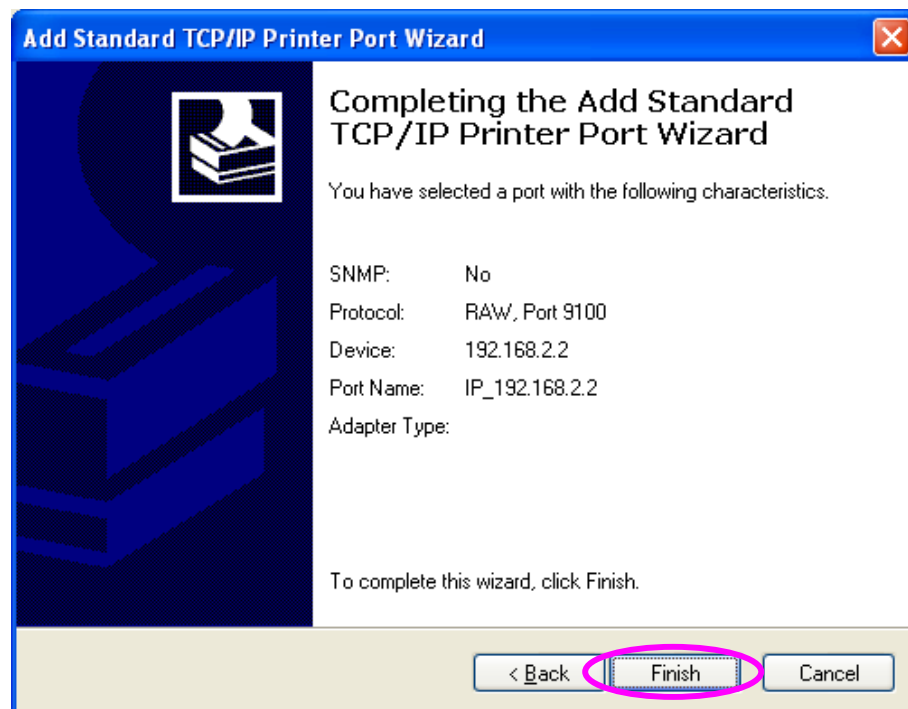 Add Standard TCP/IP Printer Port Wizard
Completing the Add Standard
TCP/IP Printer Port Wizard
You have selected a port with the following characteristics.
SNMP: No
Protocol: RAW, Port 9100
Device: 192.168.2.2
Port Name: IP_192.168.2.2
Adapter Type:
To complete this wizard, click Finish.
< Back Finish Cancel